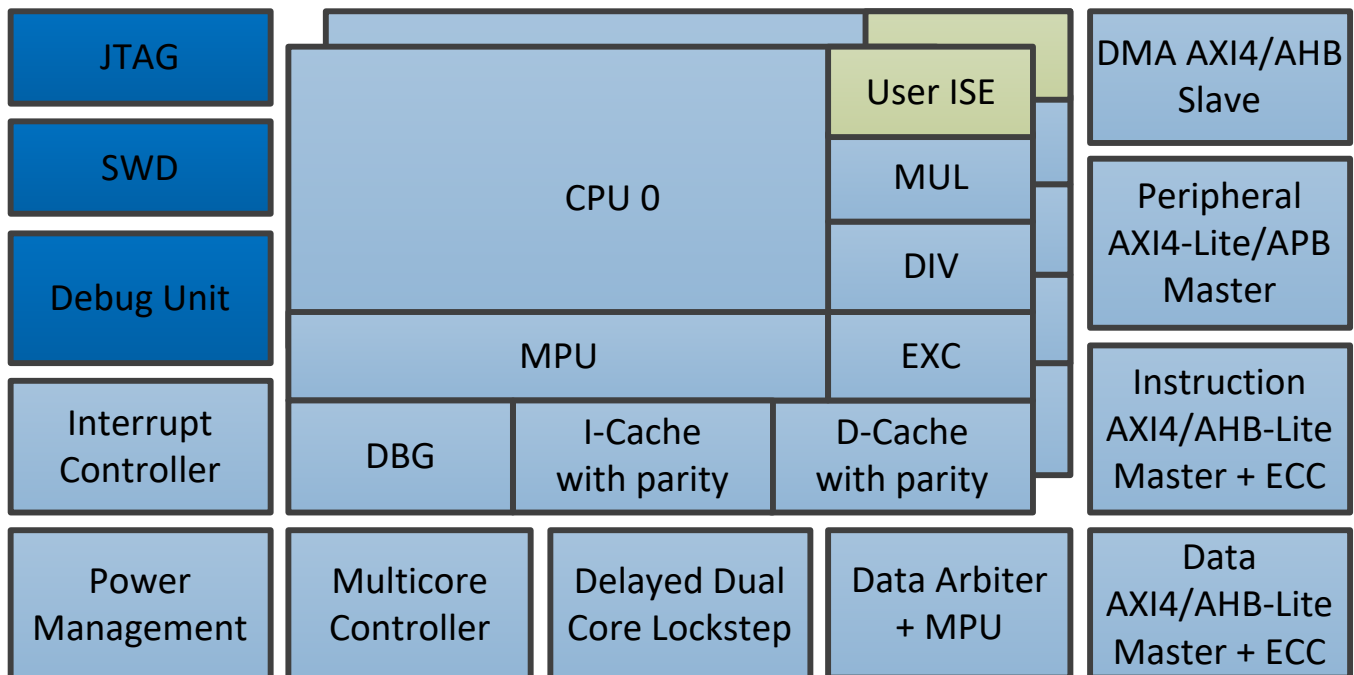 JTAG
SWD
Debug Unit
Interrupt
Controller
Power
Management
CPU 0
User ISE
MUL
DIV
MPU
EXC
DBG
I-Cache
with parity
D-Cache
with parity
Multicore
Controller
Delayed Dual
Core Lockstep
Data Arbiter
+ MPU
DMA AXI4/AHB
Slave
Peripheral
AXI4-Lite/APB
Master
Instruction
AXI4/AHB-Lite
Master + ECC
Data
AXI4/AHB-Lite
Master + ECC